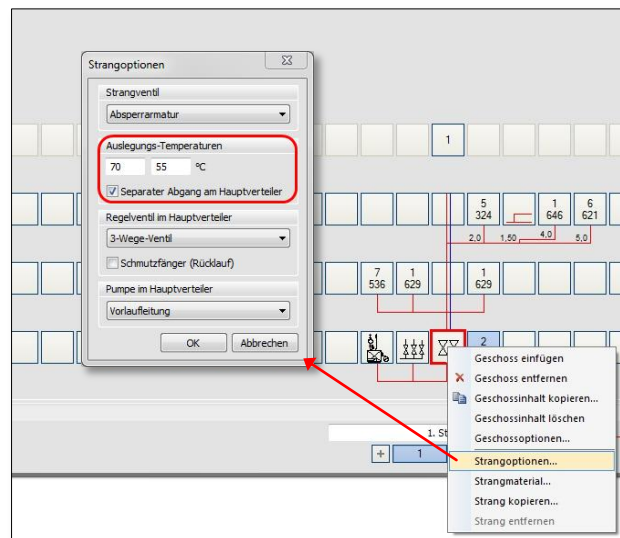 Strangoptionen
Strangventil
Absperrarmatur
Auslegungs-Temperaturen
70 55 °C
Separater Abgang am Hauptverteiler
Regelventil im Hauptverteiler
3-Wege-Ventil
Schmutzfänger (Rücklauf)
Pumpe im Hauptverteiler
Vorlaufleitung
OK Abbrechen
1
5 1 6
324 646 621
2,0 1,50 4,0 5,0
7 1 1
536 629 629
2
Geschoss einfügen
Geschoss entfernen
Geschossinhalt kopieren...
Geschossinhalt löschen
Geschossoptionen...
Strangoptionen...
Strangmaterial...
Strang kopieren...
Strang entfernen
1. St
+ 1